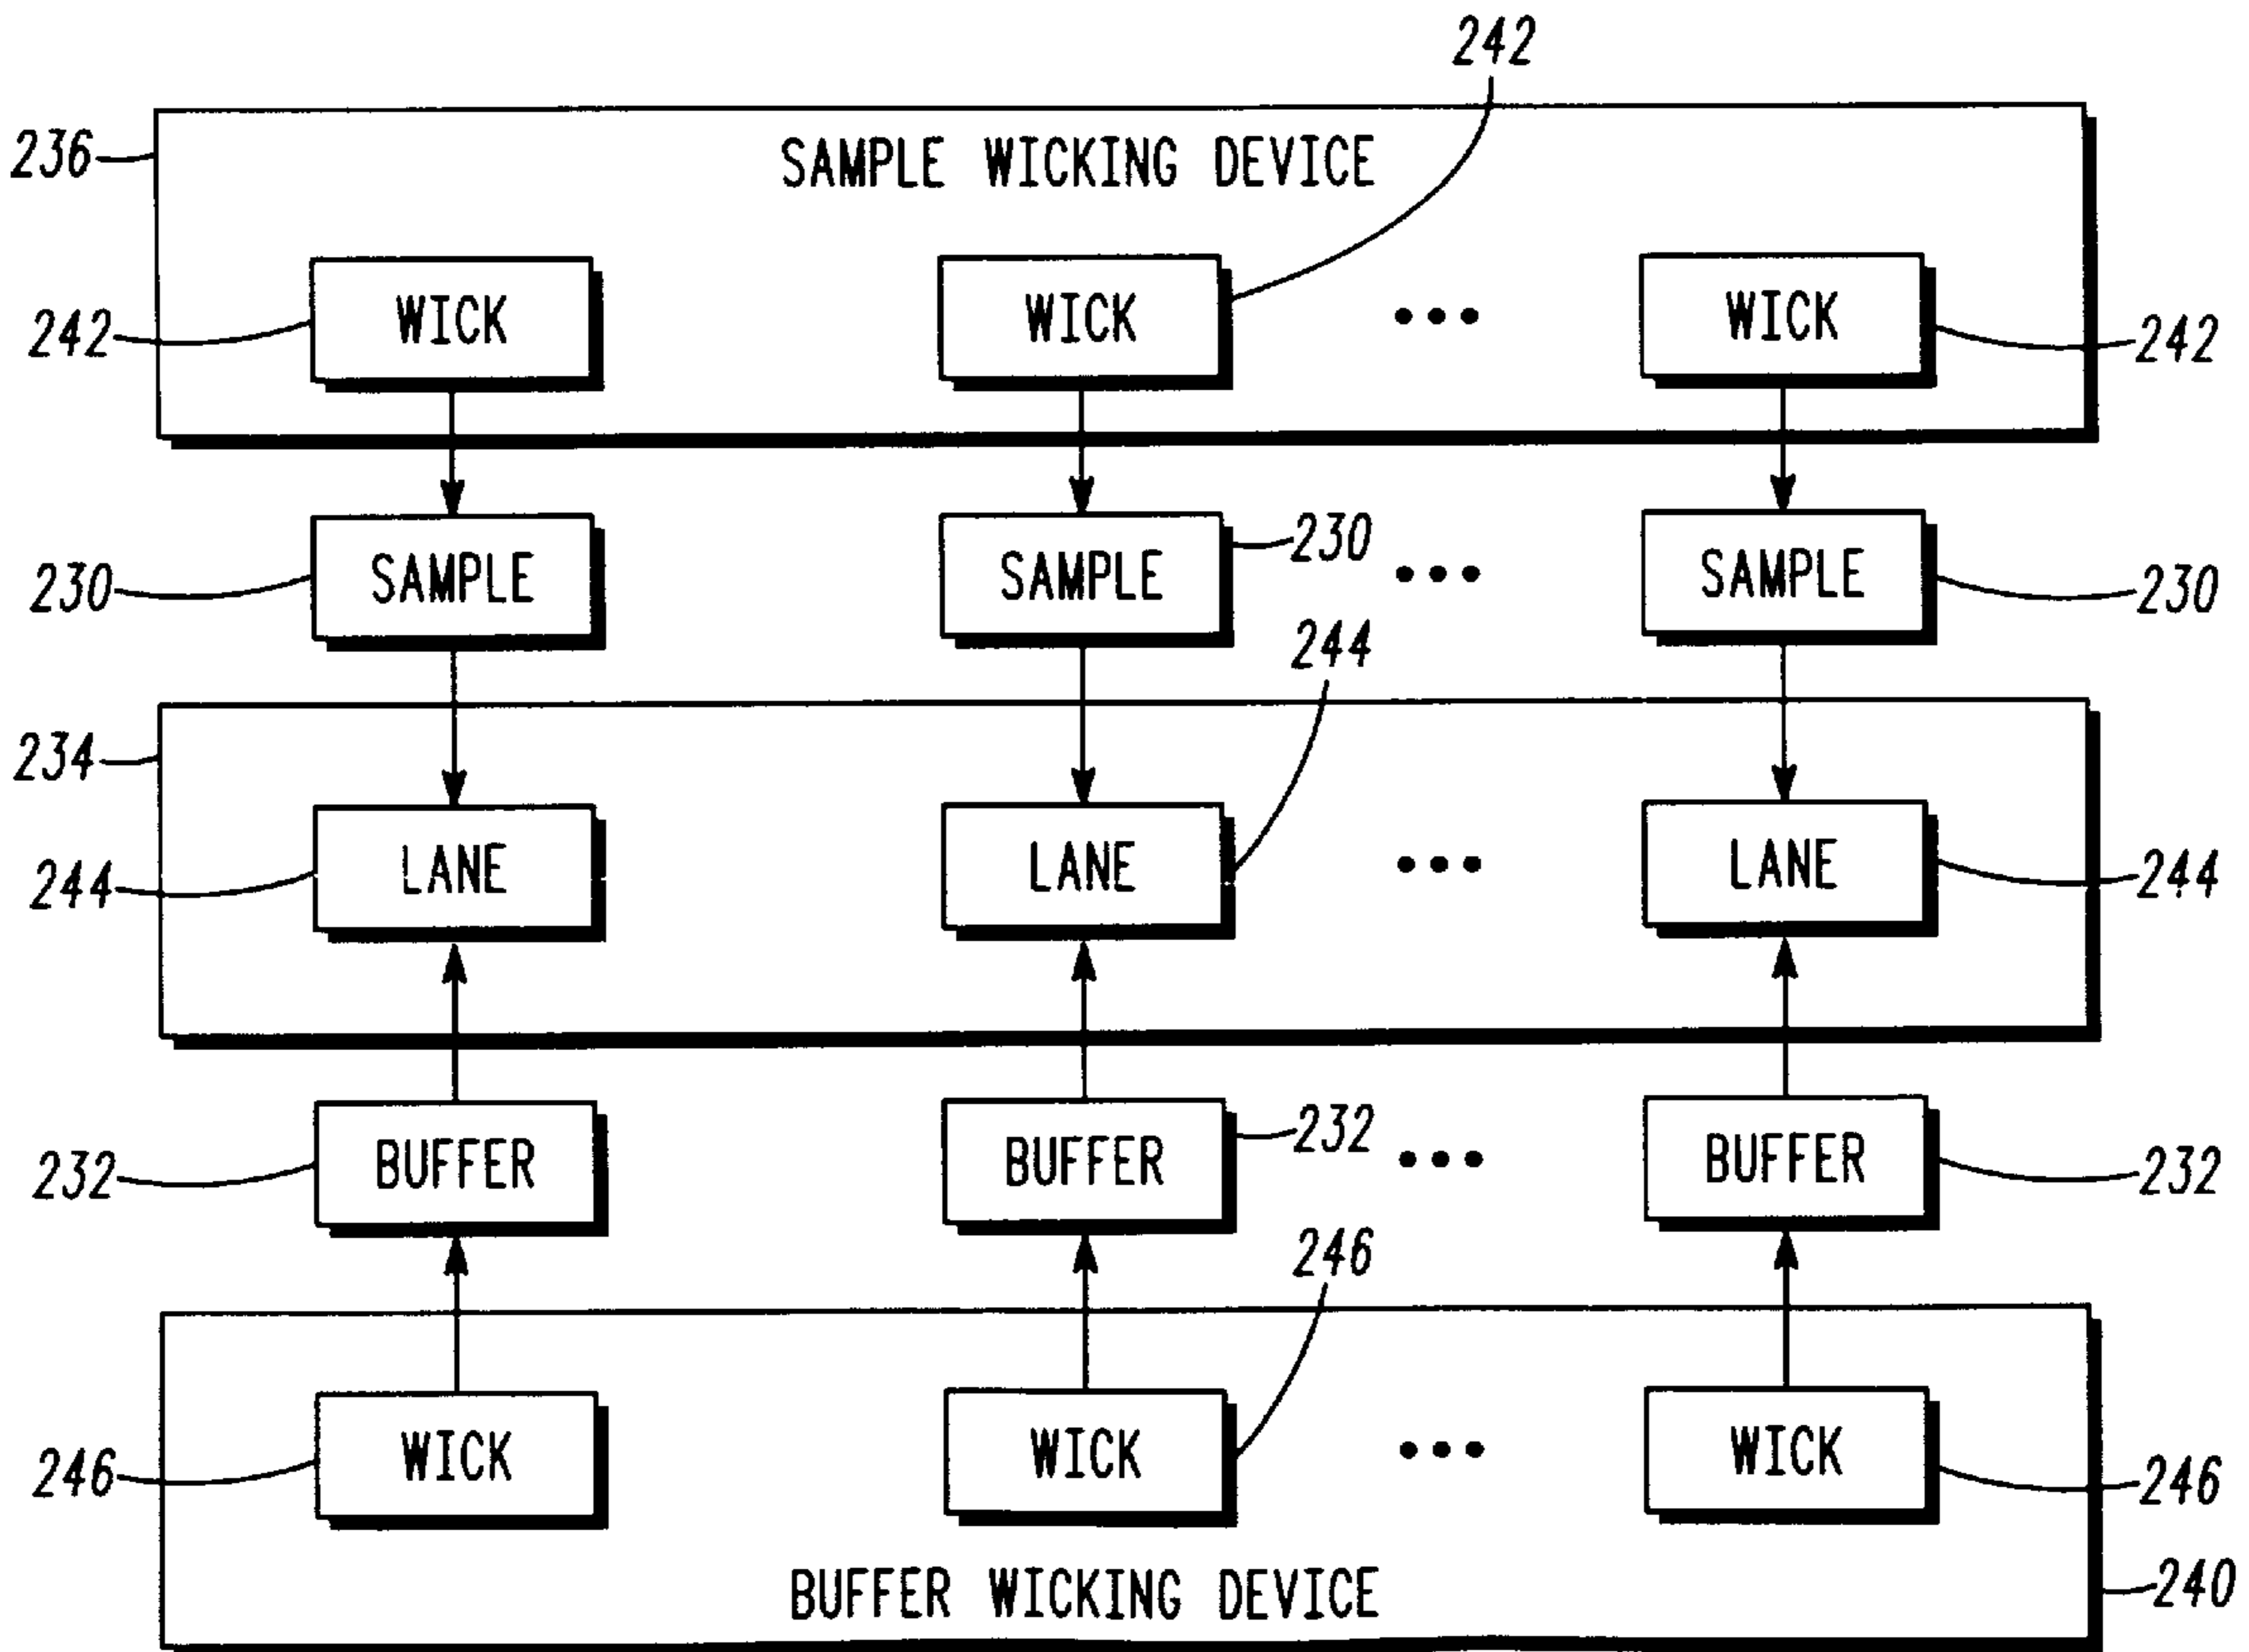 242
236
SAMPLE WICKING DEVICE
242 WICK WICK ••• WICK 242
230 SAMPLE SAMPLE 230 ••• SAMPLE 230
244
234
244 LANE LANE ••• LANE 244
232 BUFFER BUFFER 232 ••• BUFFER 232
246
246 WICK WICK ••• WICK 246
BUFFER WICKING DEVICE
240